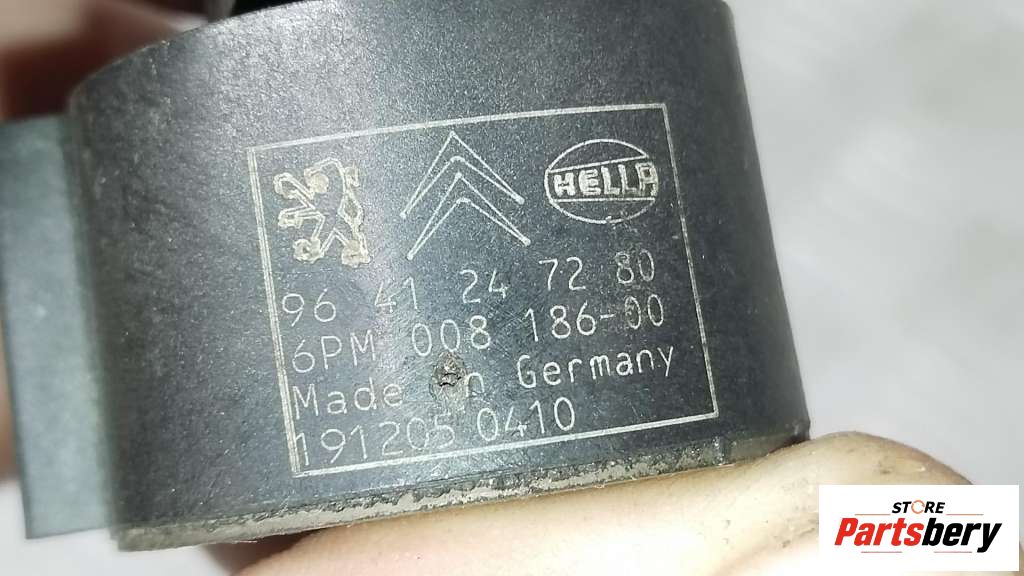 HELLA
96 41 24 72 80
6PM 008 186-00
Made in Germany
191205 0410
STORE
Partsbery